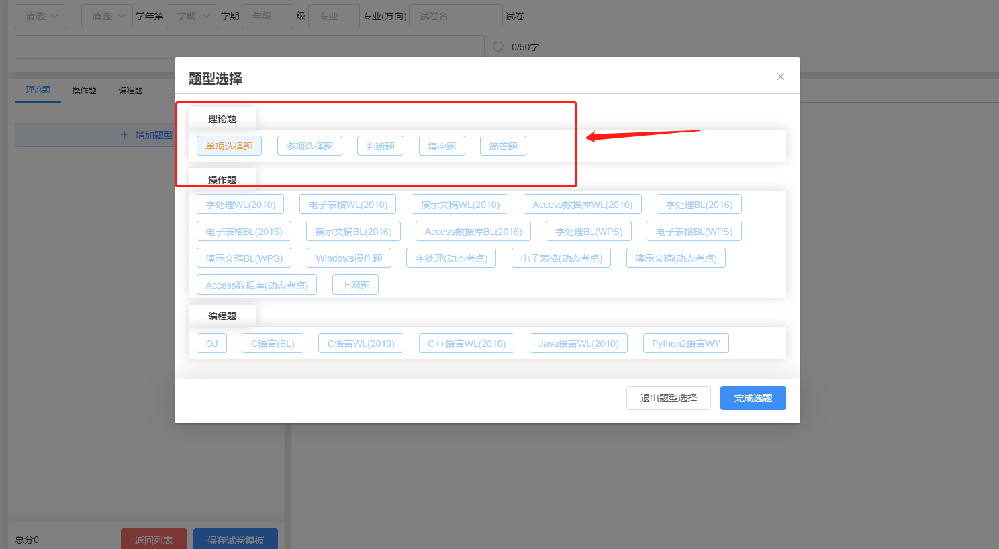 请选 — 请选 学年第 学期 学期 年级 级 专业 专业(方向) 试卷名 试卷
0/50字
题型选择
理论题 操作题 编程题
增加题型
理论题
单项选择题 多项选择题 判断题 填空题 简答题
操作题
字处理WL(2010) 电子表格WL(2010) 演示文稿WL(2010) Access数据库WL(2010) 字处理BL(2016)
电子表格BL(2016) 演示文稿BL(2016) Access数据库BL(2016) 字处理BL(WPS) 电子表格BL(WPS)
演示文稿BL(WPS) Windows操作题 字处理(动态考点) 电子表格(动态考点) 演示文稿(动态考点)
Access数据库(动态考点) 上网题
编程题
OJ C语言(BL) C语言WL(2010) C++语言WL(2010) Java语言WL(2010) Python2语言WY
退出题型选择 完成选题
总分0 返回列表 保存试卷模板